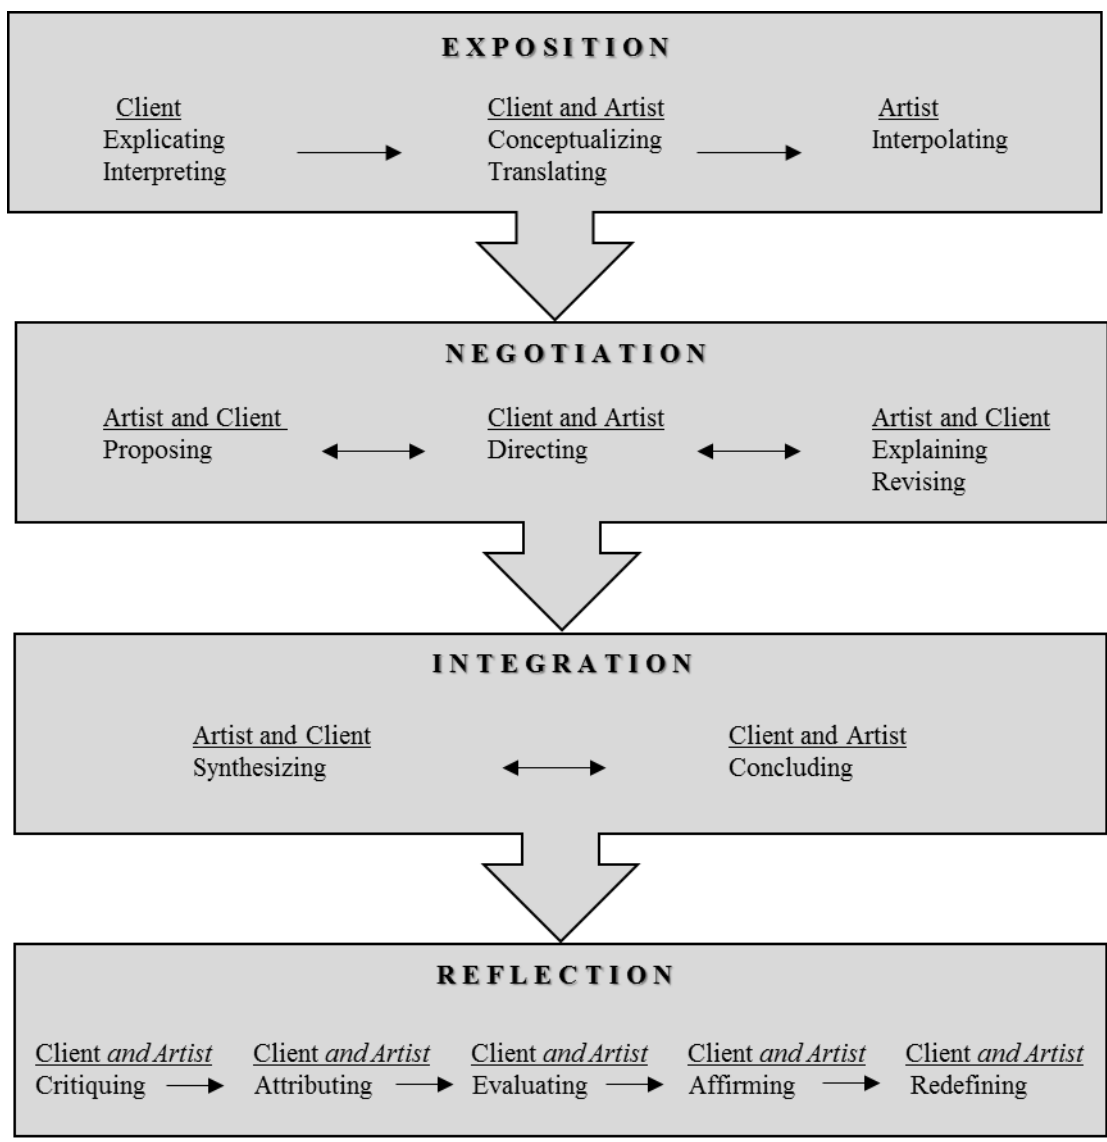 EXPOSITION
Client
Explicating
Interpreting
Client and Artist
Conceptualizing
Translating
Artist
Interpolating
NEGOTIATION
Artist and Client
Proposing
Client and Artist
Directing
Artist and Client
Explaining
Revising
INTEGRATION
Artist and Client
Synthesizing
Client and Artist
Concluding
REFLECTION
Client and Artist
Critiquing
Client and Artist
Attributing
Client and Artist
Evaluating
Client and Artist
Affirming
Client and Artist
Redefining